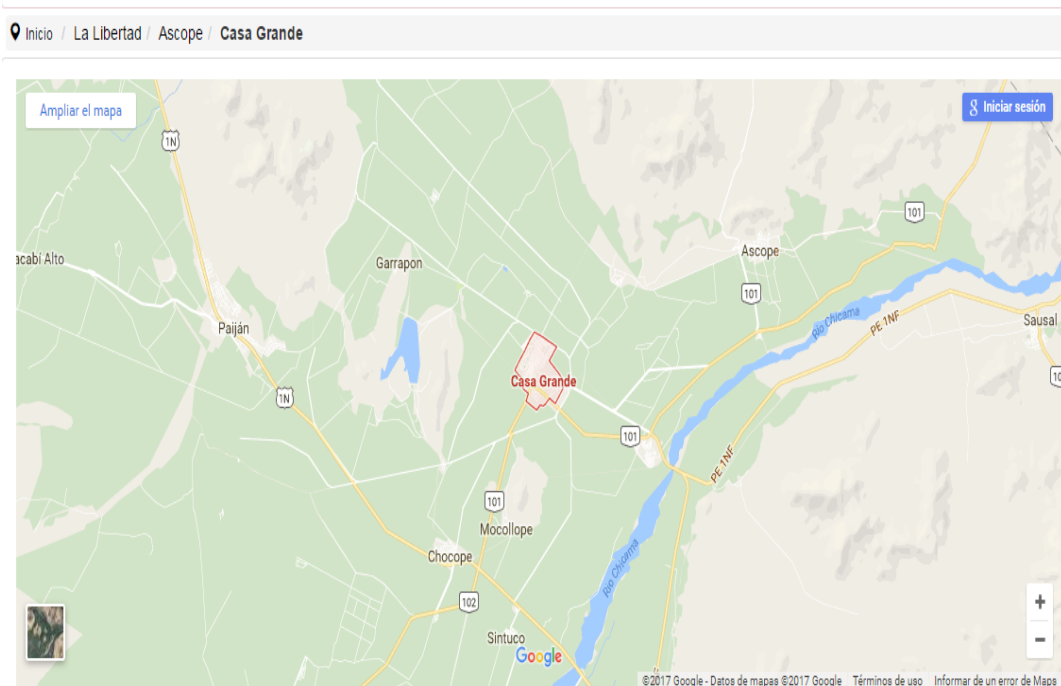 Inicio / La Libertad / Ascope / Casa Grande
Ampliar el mapa
Iniciar sesión
1N
101
Ascope
acabí Alto
Garrapon
101
Río Chicama
PE 1NF
Sausal
Paiján
10
Casa Grande
1N
101
PE 1NF
101
Mocollope
Chocope
Río Chicama
102
Sintuco
Google
+
−
©2017 Google - Datos de mapas ©2017 Google Términos de uso Informar de un error de Maps